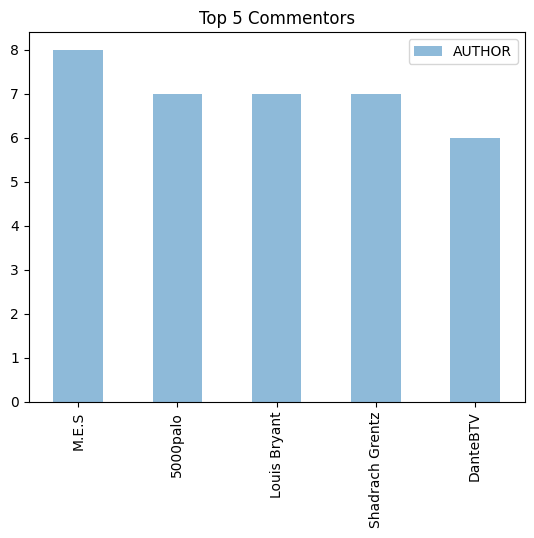 Top 5 Commentors
AUTHOR
8
7
6
5
4
3
2
1
0
M.E.S
5000palo
Louis Bryant
Shadrach Grentz
DanteBTV